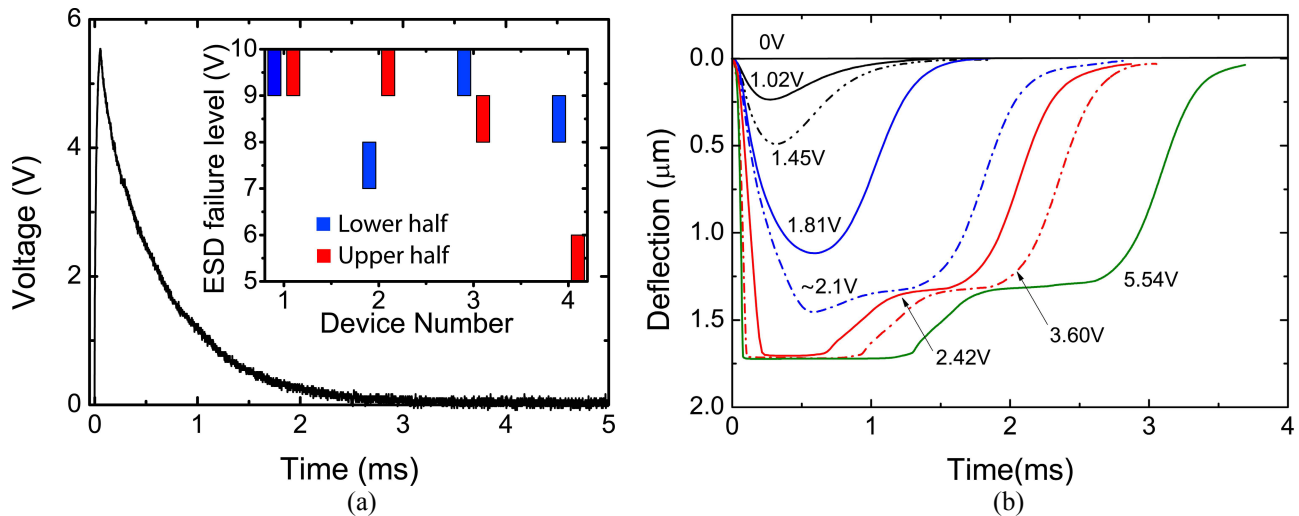 6
4
2
0
Voltage (V)
0 1 2 3 4 5
Time (ms)
(a)
10
9
8
7
6
5
ESD failure level (V)
Lower half
Upper half
1 2 3 4
Device Number
0.0
0.5
1.0
1.5
2.0
Deflection (μm)
0V
1.02V
1.45V
1.81V
~2.1V
2.42V
3.60V
5.54V
0 1 2 3 4
Time(ms)
(b)